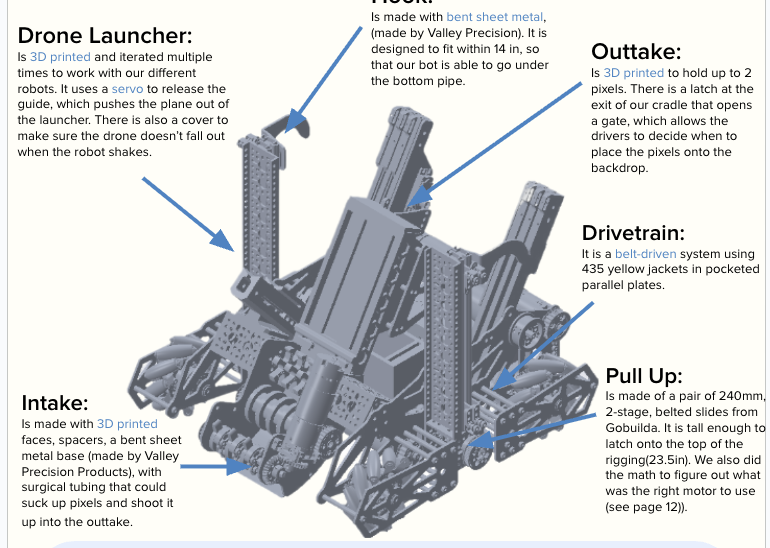 Hook:
Is made with bent sheet metal,
(made by Valley Precision). It is
designed to fit within 14 in, so
that our bot is able to go under
the bottom pipe.
Drone Launcher:
Is 3D printed and iterated multiple
times to work with our different
robots. It uses a servo to release the
guide, which pushes the plane out of
the launcher. There is also a cover to
make sure the drone doesn’t fall out
when the robot shakes.
Outtake:
Is 3D printed to hold up to 2
pixels. There is a latch at the
exit of our cradle that opens
a gate, which allows the
drivers to decide when to
place the pixels onto the
backdrop.
Drivetrain:
It is a belt-driven system using
435 yellow jackets in pocketed
parallel plates.
Pull Up:
Is made of a pair of 240mm,
2-stage, belted slides from
Gobuilda. It is tall enough to
latch onto the top of the
rigging(23.5in). We also did
the math to figure out what
was the right motor to use
(see page 12)).
Intake:
Is made with 3D printed
faces, spacers, a bent sheet
metal base (made by Valley
Precision Products), with
surgical tubing that could
suck up pixels and shoot it
up into the outtake.